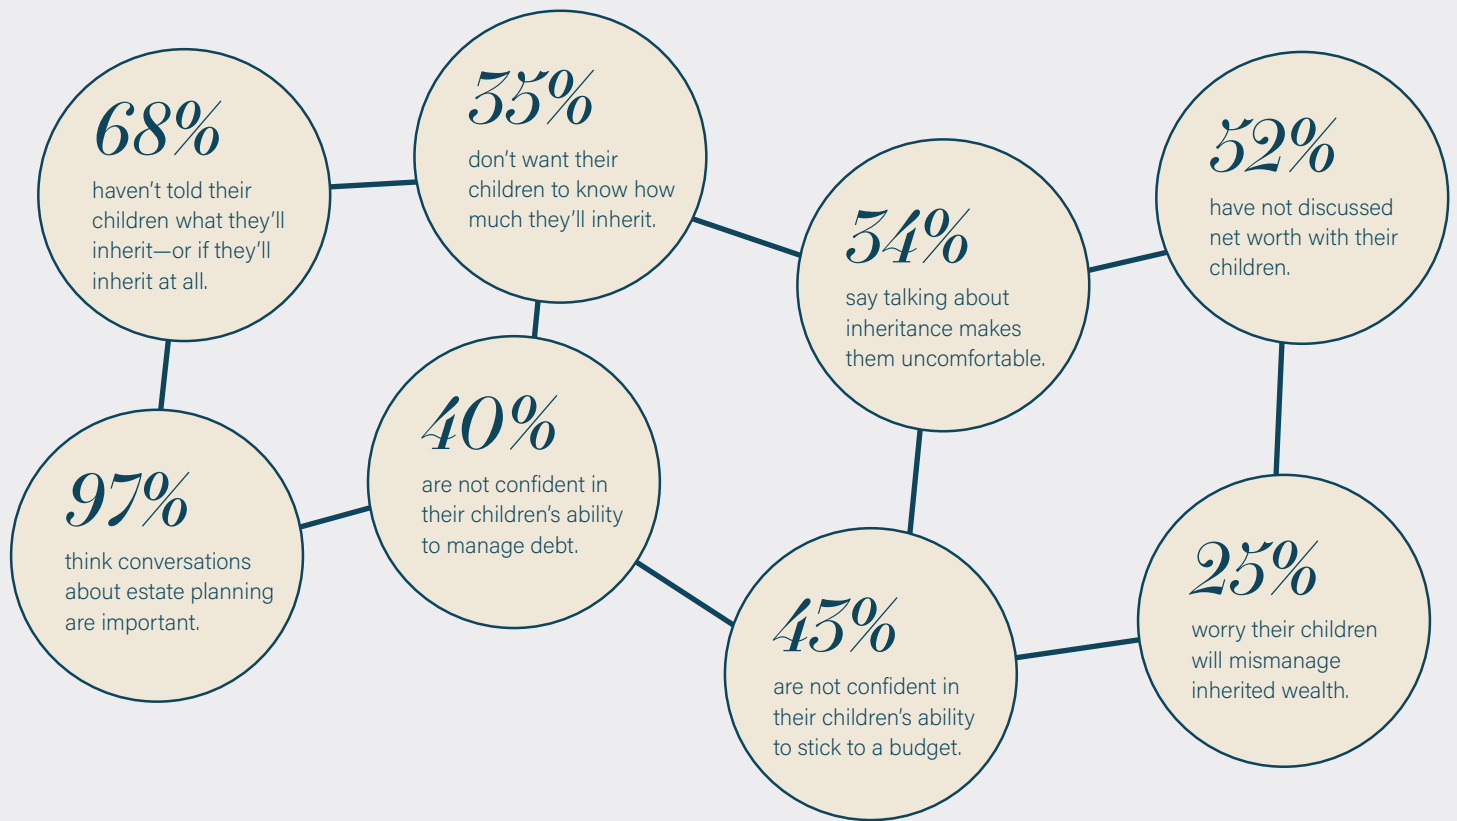 68%
haven’t told their
children what they’ll
inherit—or if they’ll
inherit at all.
35%
don’t want their
children to know how
much they’ll inherit.
34%
say talking about
inheritance makes
them uncomfortable.
52%
have not discussed
net worth with their
children.
97%
think conversations
about estate planning
are important.
40%
are not confident in
their children’s ability
to manage debt.
43%
are not confident in
their children’s ability
to stick to a budget.
25%
worry their children
will mismanage
inherited wealth.